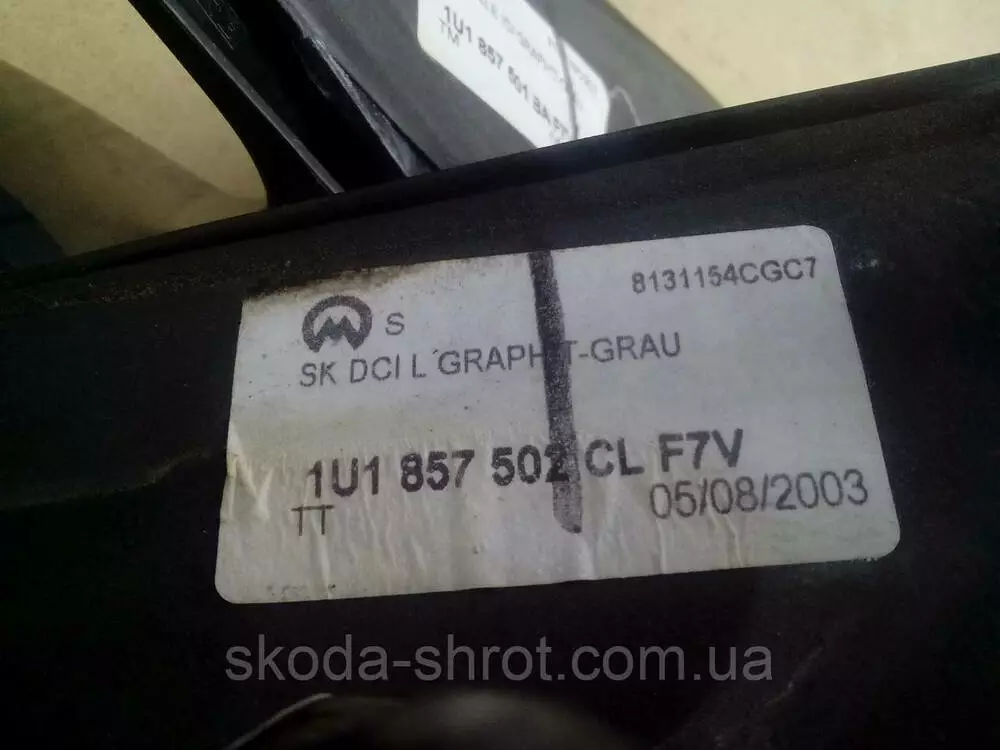 1U1 857 501 BA
TM
8131154CGC7
S
SK DCI L GRAPHIT-GRAU
1U1 857 502 CL F7V
TT
05/08/2003
skoda-shrot.com.ua